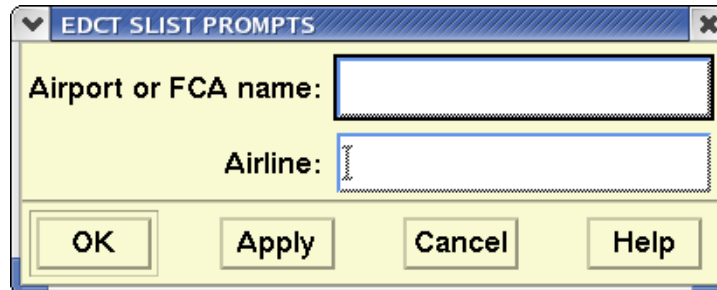 EDCT SLIST PROMPTS
Airport or FCA name:
Airline:
OK Apply Cancel Help